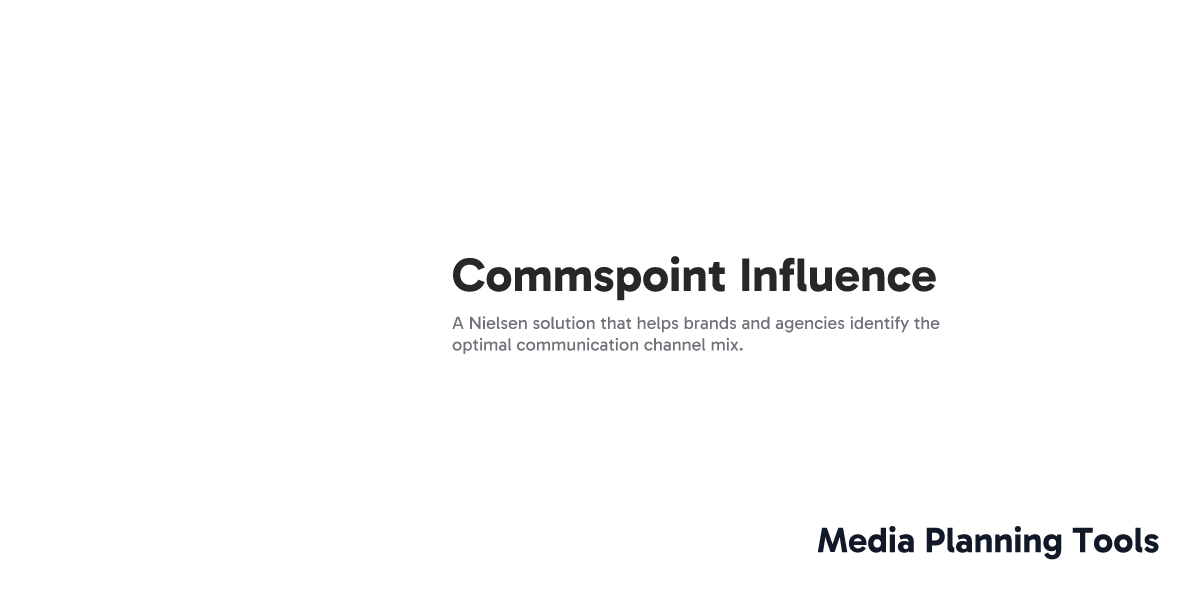 Commspoint Influence
A Nielsen solution that helps brands and agencies identify the
optimal communication channel mix.
Media Planning Tools